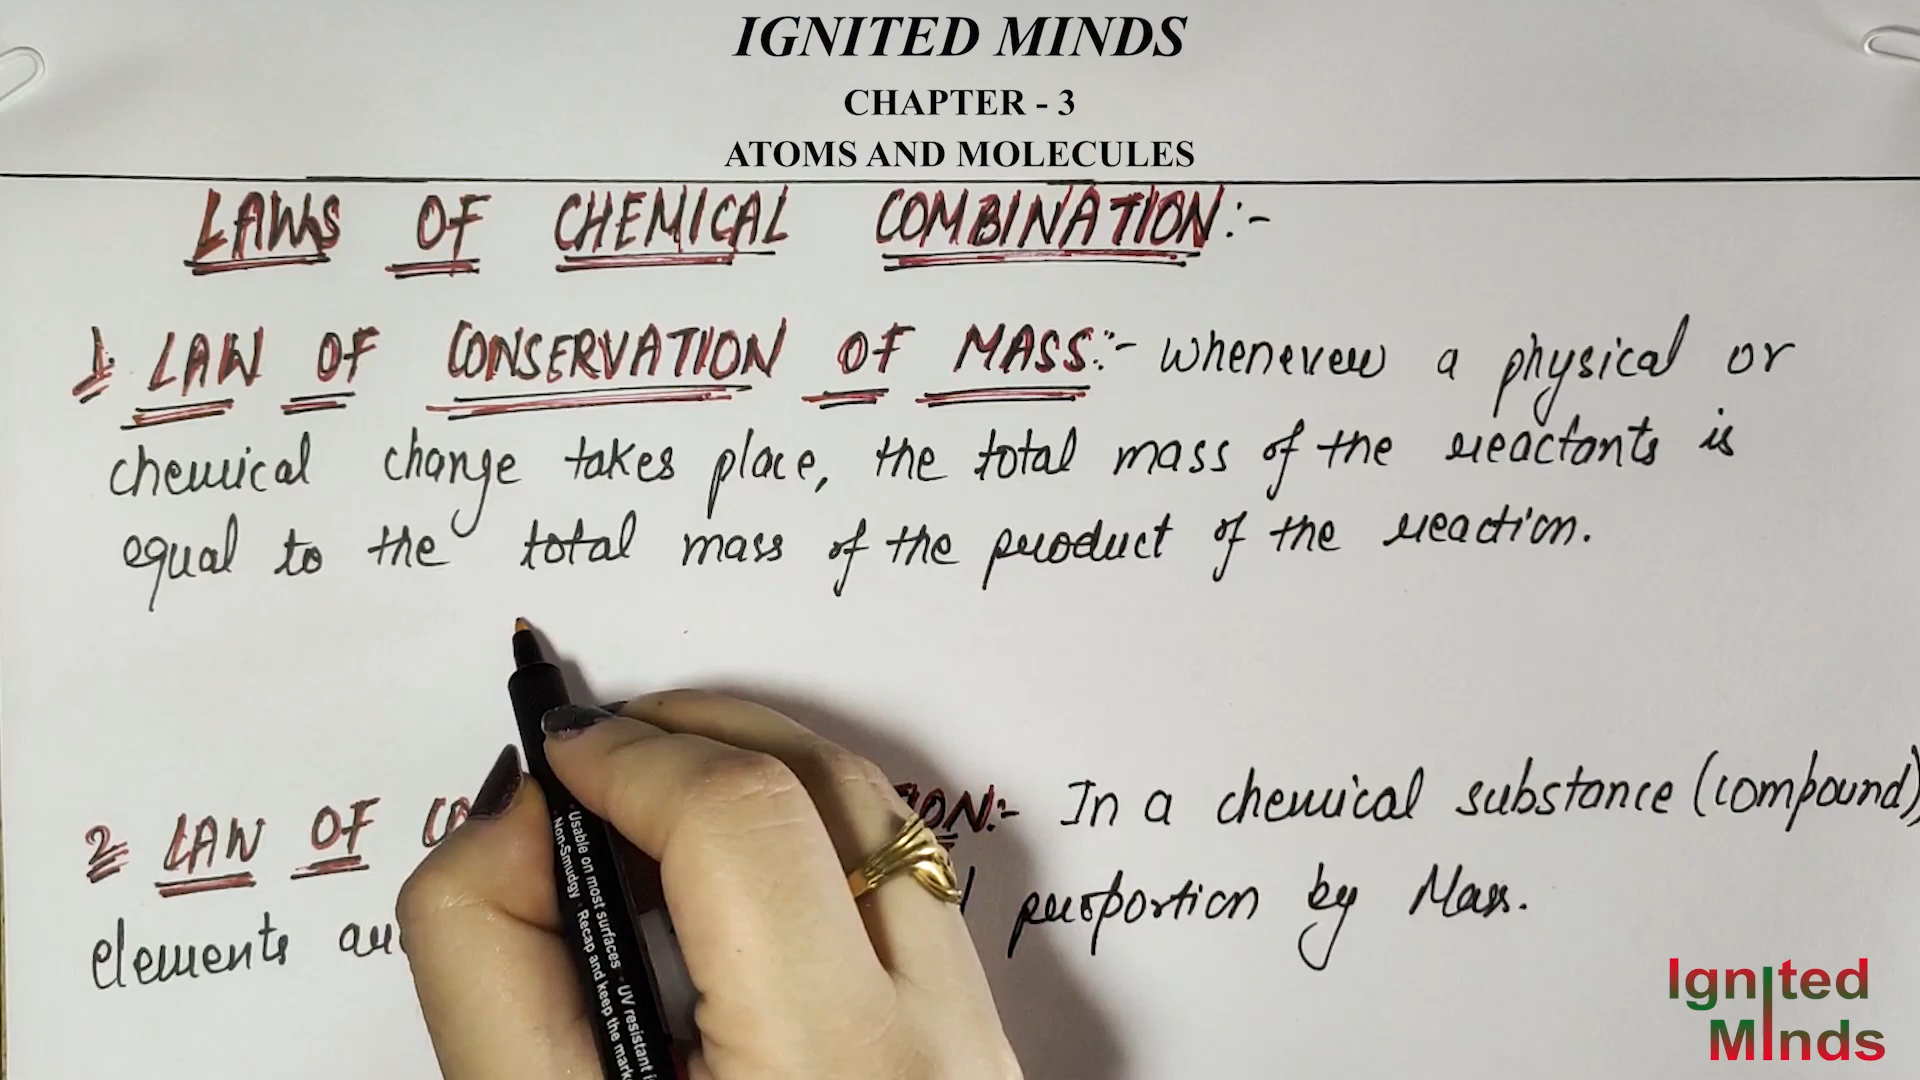 IGNITED MINDS
CHAPTER - 3
ATOMS AND MOLECULES
LAWS OF CHEMICAL COMBINATION:-
1. LAW OF CONSERVATION OF MASS:- Whenever a physical or
chemical change takes place, the total mass of the reactants is
equal to the total mass of the product of the reaction.
2. LAW OF In a chemical substance (compound)
elements proportion by Mass.
Usable on most surfaces · UV resistant
Non-Smudgy · Recap and keep the
Ignited
Minds